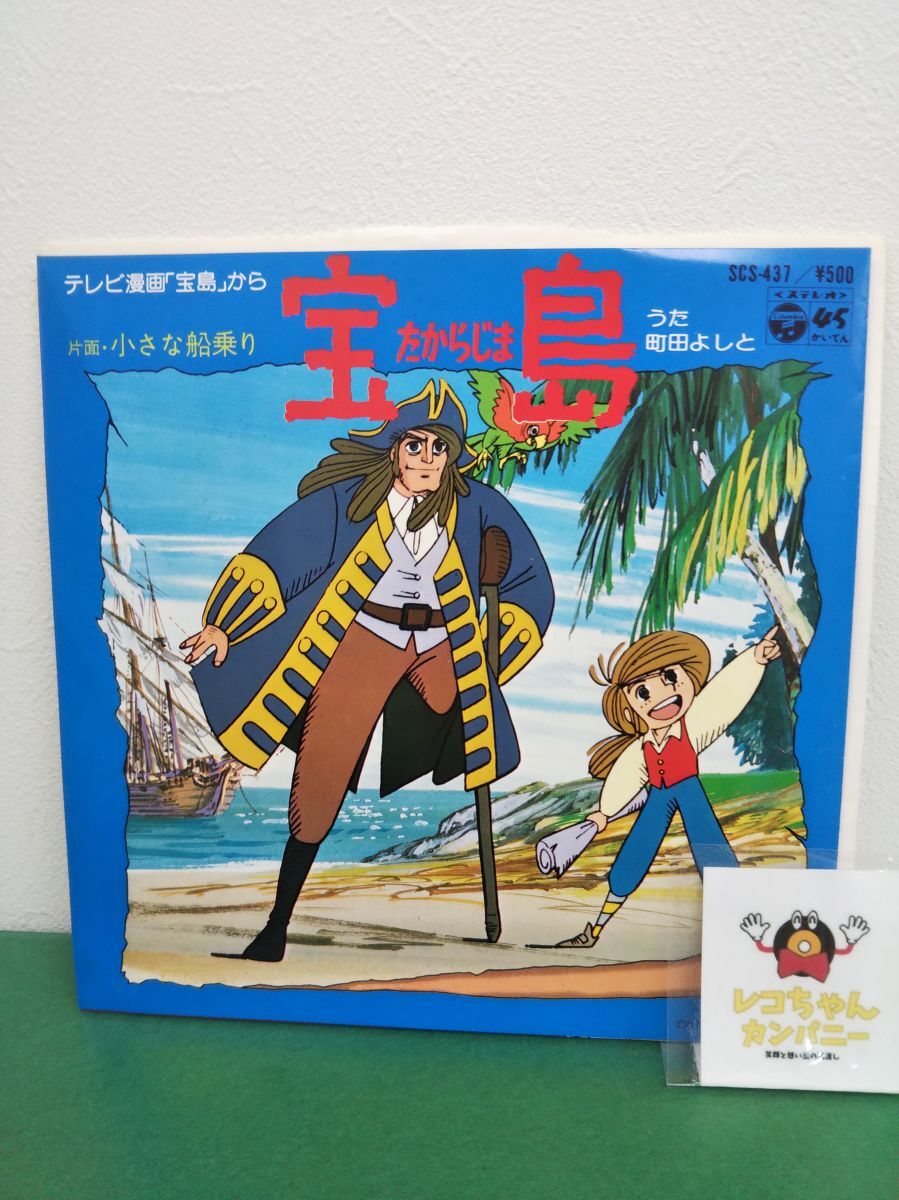 テレビ漫画「宝島」から
片面・小さな船乗り
宝島
たからじま
うた
町田よしと
SCS-437/¥500
<ステレオ>
Columbia
45
かいてん
レコちゃん
カンパニー